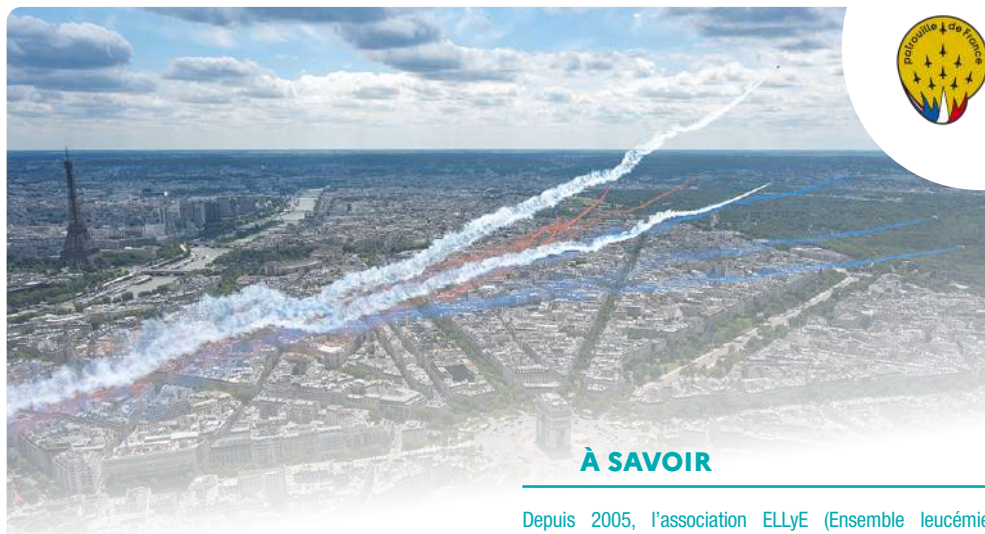 patrouille de France
À SAVOIR
Depuis 2005, l’association ELLyE (Ensemble leucémie